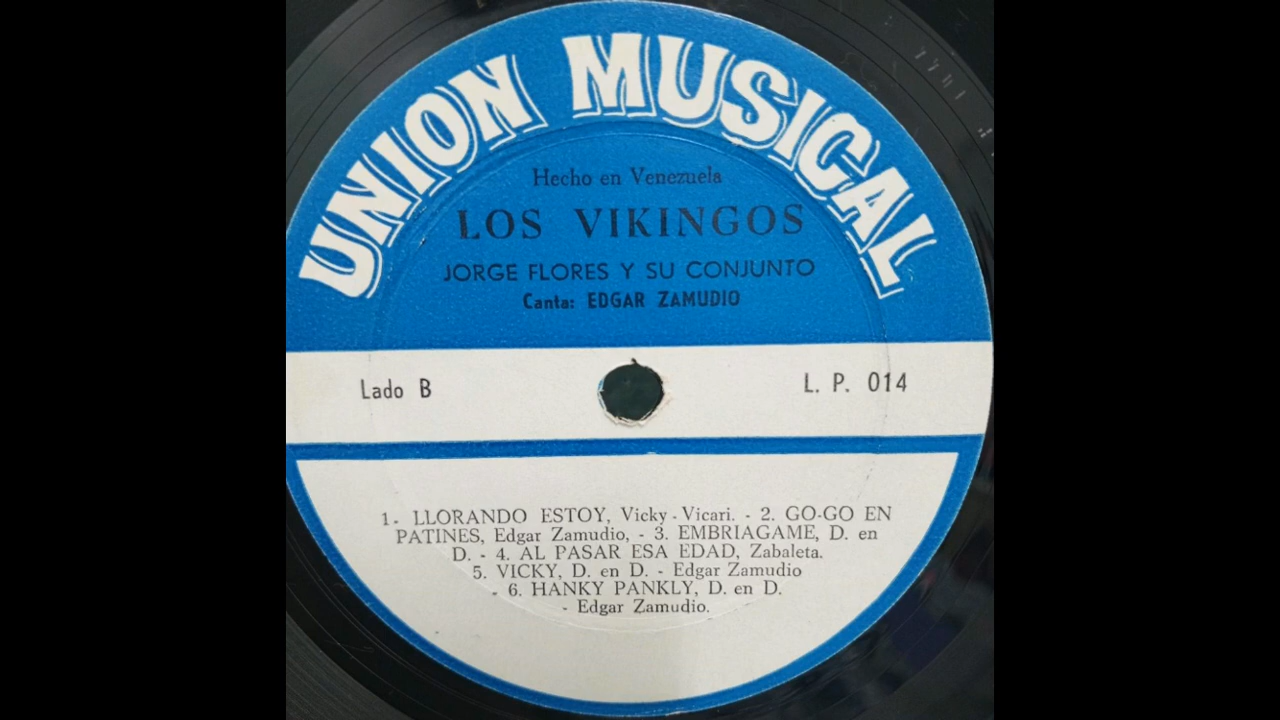 UNION MUSICAL
Hecho en Venezuela
LOS VIKINGOS
JORGE FLORES Y SU CONJUNTO
Canta: EDGAR ZAMUDIO
Lado B
L. P. 014
1- LLORANDO ESTOY, Vicky - Vicari. - 2. GO-GO EN
PATINES, Edgar Zamudio, - 3. EMBRIAGAME, D. en
D. - 4. AL PASAR ESA EDAD, Zabaleta.
5. VICKY, D. en D. - Edgar Zamudio
- 6. HANKY PANKLY, D. en D.
- Edgar Zamudio.